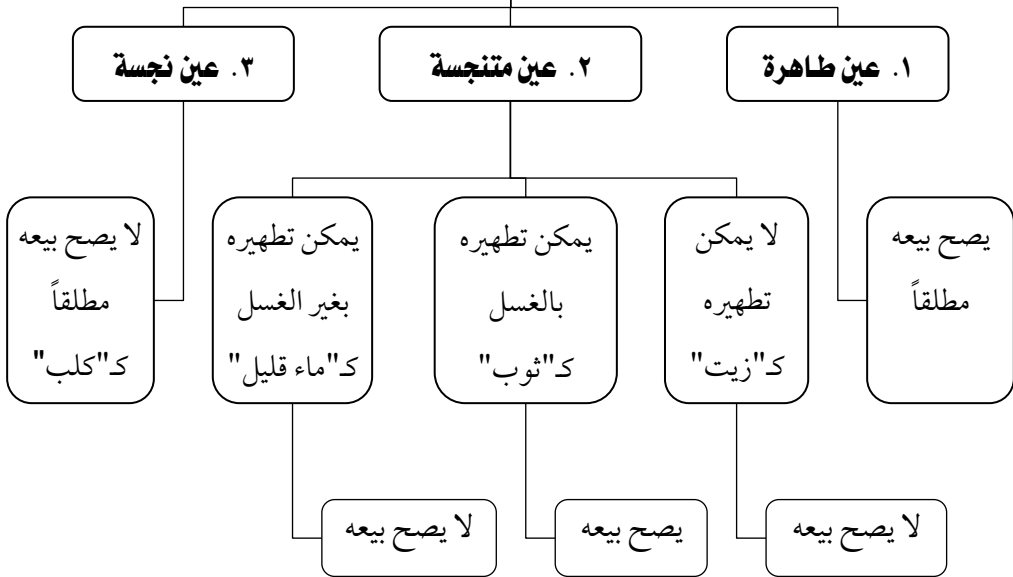 ١. عين طاهرة
٢. عين متنجسة
٣. عين نجسة
يصح بيعه
مطلقاً
لا يمكن
تطهيره
كـ"زيت"
يمكن تطهيره
بالغسل
كـ"ثوب"
يمكن تطهيره
بغير الغسل
كـ"ماء قليل"
لا يصح بيعه
مطلقاً
كـ"كلب"
لا يصح بيعه
يصح بيعه
لا يصح بيعه